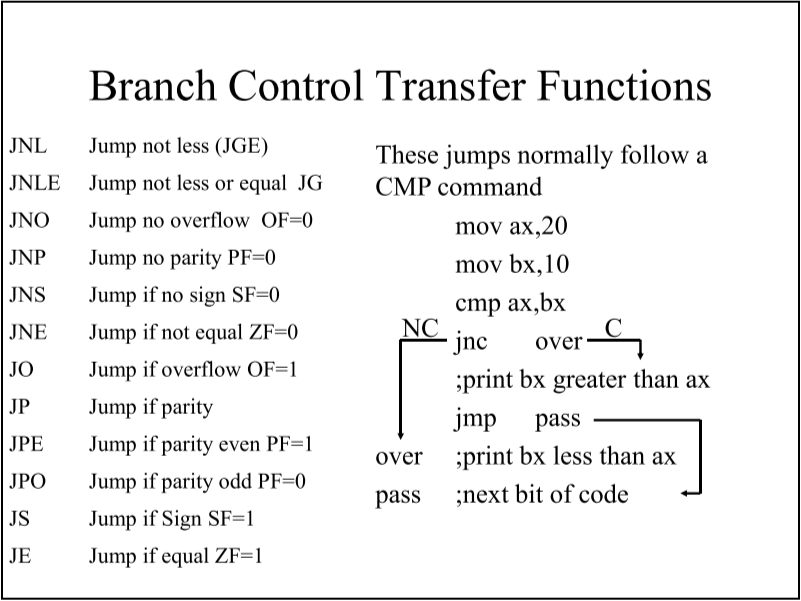 Branch Control Transfer Functions
JNL Jump not less (JGE)
JNLE Jump not less or equal JG
JNO Jump no overflow OF=0
JNP Jump no parity PF=0
JNS Jump if no sign SF=0
JNE Jump if not equal ZF=0
JO Jump if overflow OF=1
JP Jump if parity
JPE Jump if parity even PF=1
JPO Jump if parity odd PF=0
JS Jump if Sign SF=1
JE Jump if equal ZF=1
These jumps normally follow a
CMP command
mov ax,20
mov bx,10
cmp ax,bx
NC jnc over C
;print bx greater than ax
jmp pass
over ;print bx less than ax
pass ;next bit of code